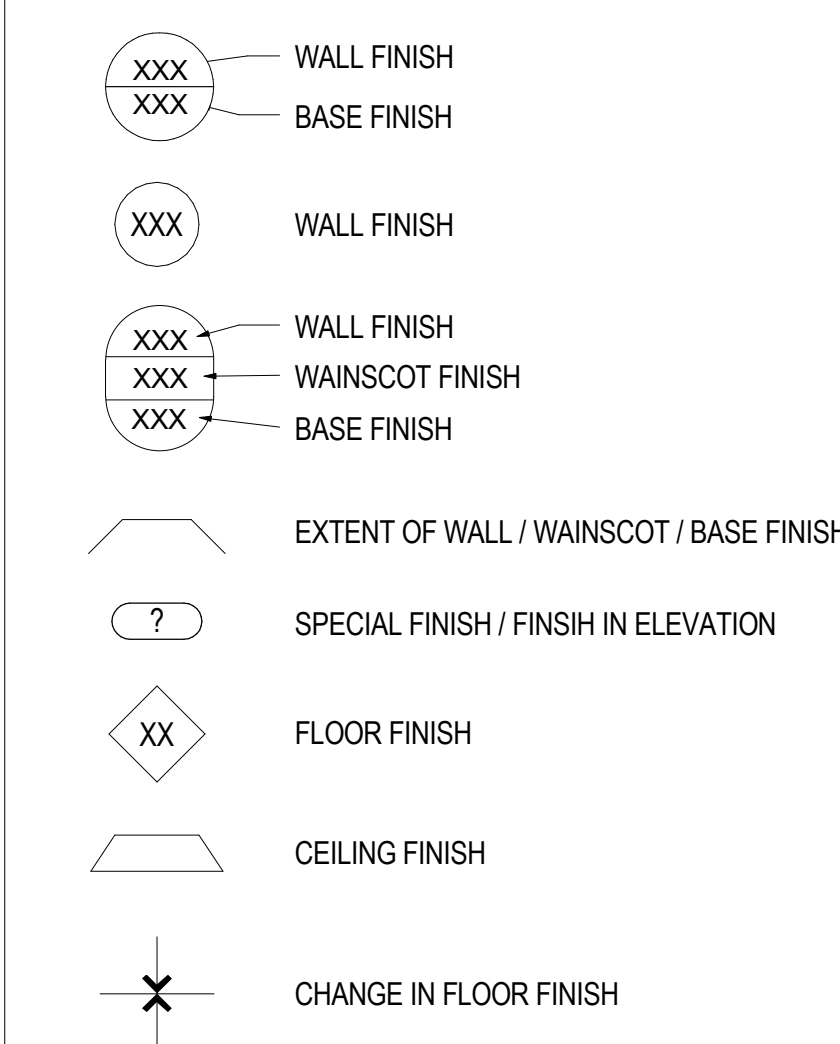 XXX WALL FINISH
XXX BASE FINISH
XXX WALL FINISH
XXX WALL FINISH
XXX WAINSCOT FINISH
XXX BASE FINISH
EXTENT OF WALL / WAINSCOT / BASE FINISH
? SPECIAL FINISH / FINSIH IN ELEVATION
XX FLOOR FINISH
CEILING FINISH
CHANGE IN FLOOR FINISH